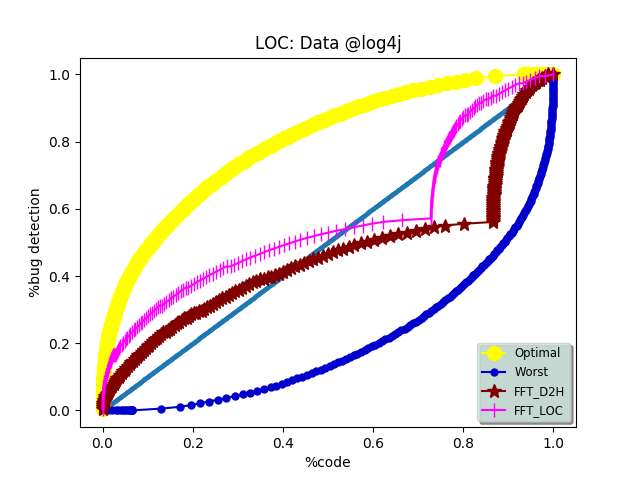 LOC: Data @log4j
%bug detection
1.0
0.8
0.6
0.4
0.2
0.0
0.0 0.2 0.4 0.6 0.8 1.0
%code
Optimal
Worst
FFT_D2H
FFT_LOC